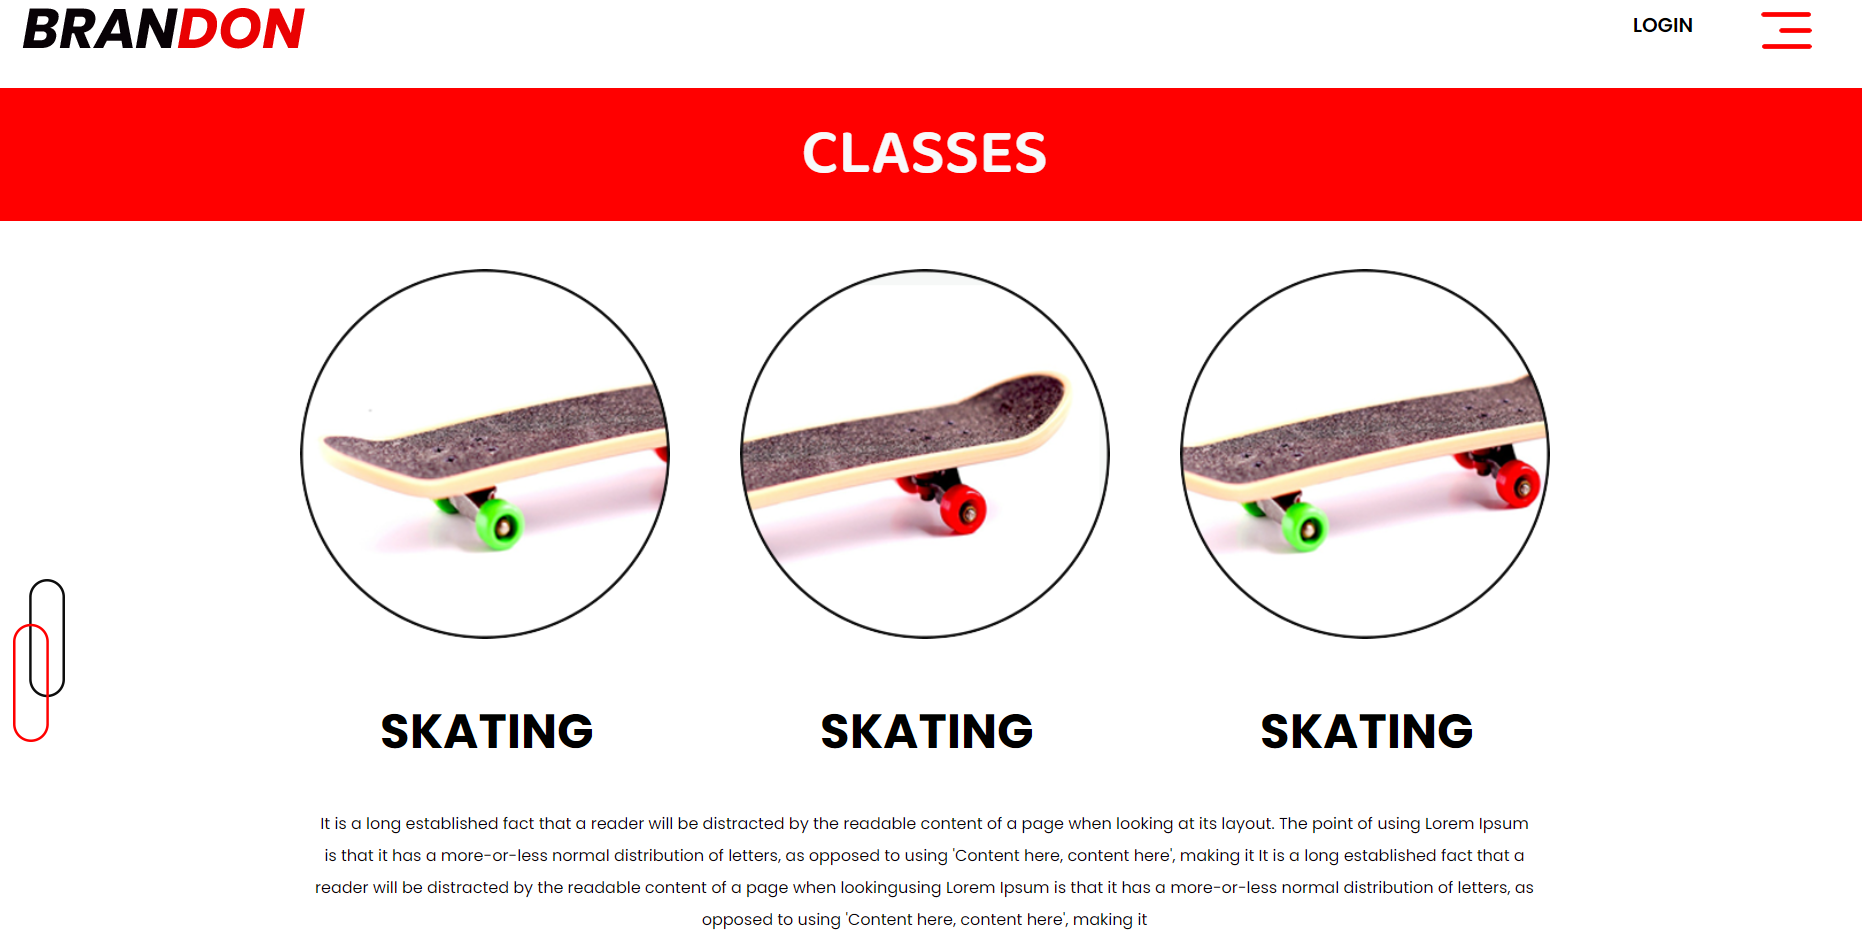 BRANDON
LOGIN
CLASSES
SKATING
SKATING
SKATING
It is a long established fact that a reader will be distracted by the readable content of a page when looking at its layout. The point of using Lorem Ipsum
is that it has a more-or-less normal distribution of letters, as opposed to using 'Content here, content here', making it It is a long established fact that a
reader will be distracted by the readable content of a page when lookingusing Lorem Ipsum is that it has a more-or-less normal distribution of letters, as
opposed to using 'Content here, content here', making it